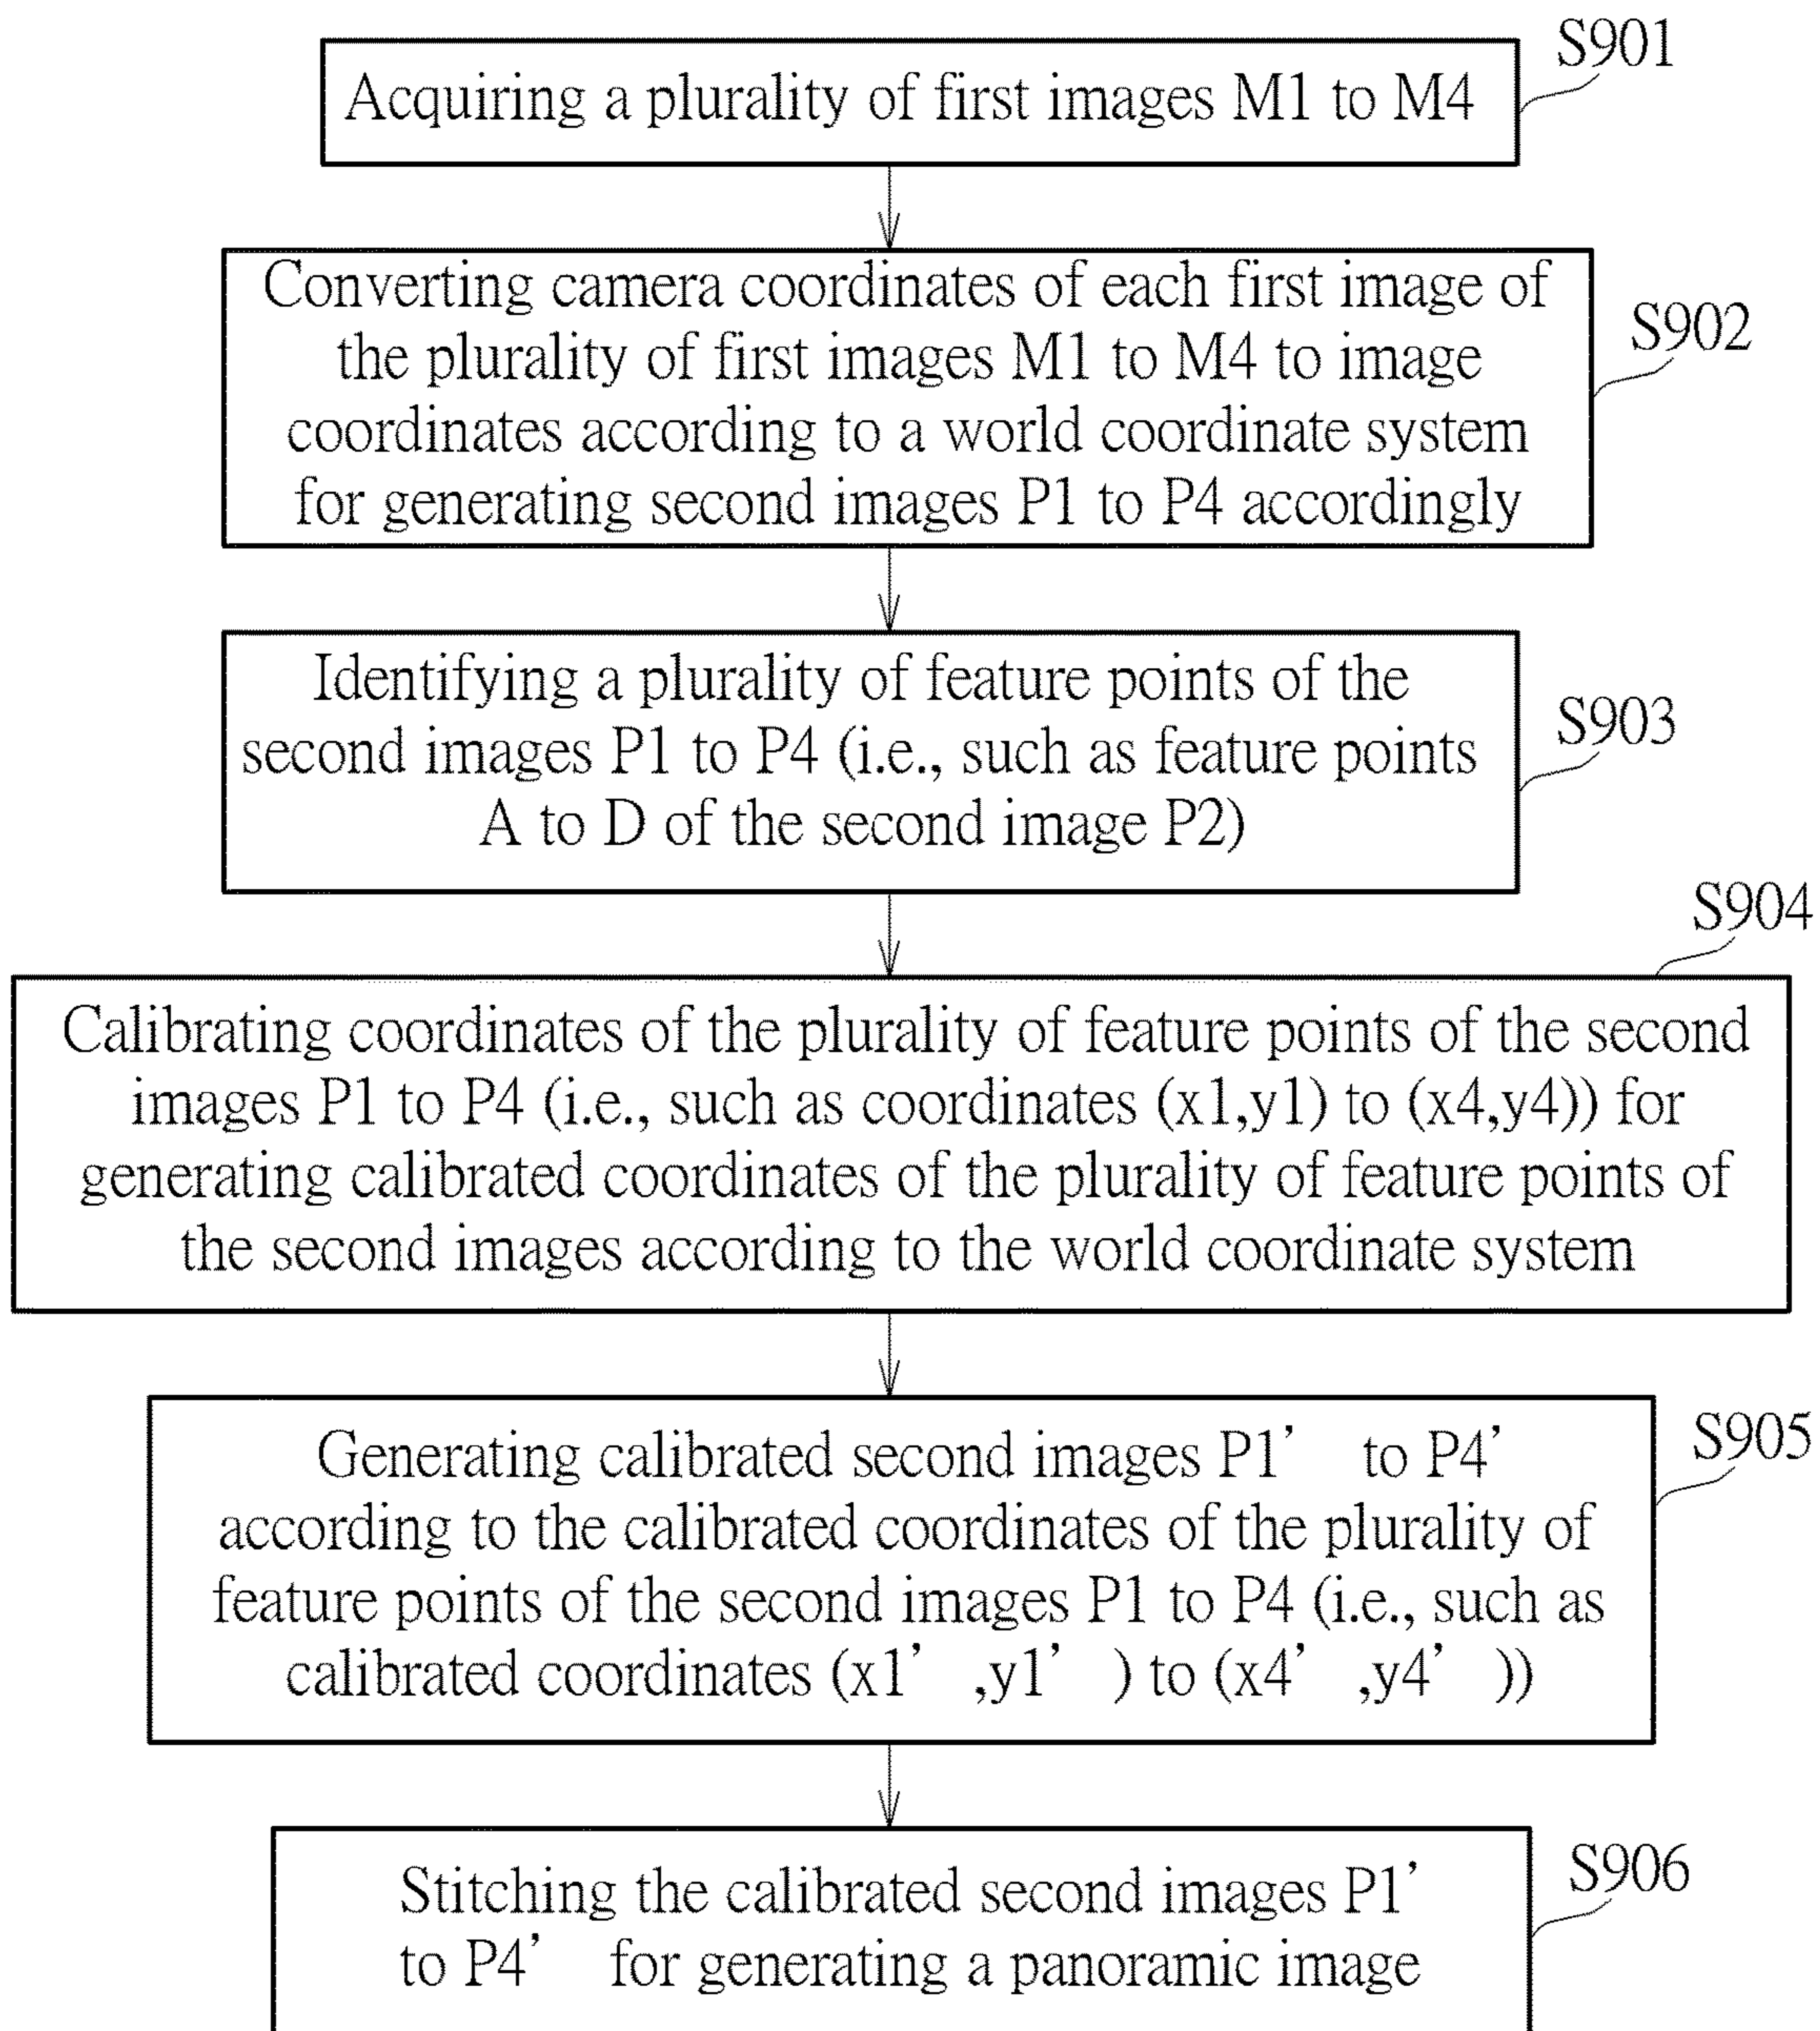 S901
Acquiring a plurality of first images M1 to M4
Converting camera coordinates of each first image of
the plurality of first images M1 to M4 to image
coordinates according to a world coordinate system
for generating second images P1 to P4 accordingly
S902
Identifying a plurality of feature points of the
second images P1 to P4 (i.e., such as feature points
A to D of the second image P2)
S903
S904
Calibrating coordinates of the plurality of feature points of the second
images P1 to P4 (i.e., such as coordinates (x1,y1) to (x4,y4)) for
generating calibrated coordinates of the plurality of feature points of
the second images according to the world coordinate system
S905
Generating calibrated second images P1’ to P4’
according to the calibrated coordinates of the plurality of
feature points of the second images P1 to P4 (i.e., such as
calibrated coordinates (x1’ ,y1’ ) to (x4’ ,y4’ ))
S906
Stitching the calibrated second images P1’
to P4’ for generating a panoramic image